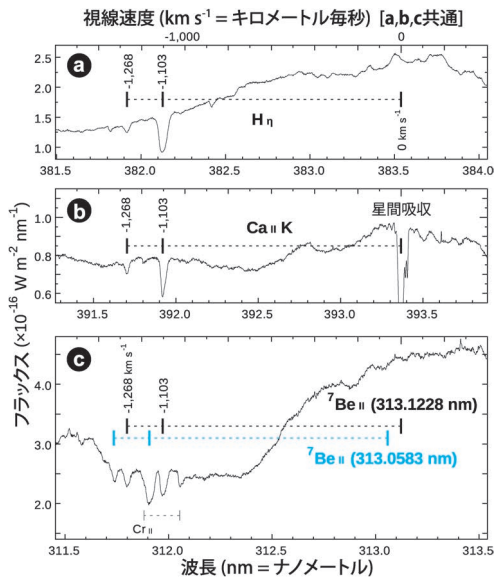 視線速度 (km s-1 = キロメートル毎秒) [a,b,c共通]
-1,000 0
a
2.5
2.0
1.5
1.0
-1,268
-1,103
H η
0 km s-1
381.5 382.0 382.5 383.0 383.5 384.0
b
1.0
0.8
0.6
-1,268
-1,103
Ca II K
星間吸収
391.5 392.0 392.5 393.0 393.5
フラックス (×10-16 W m-2 nm-1)
c
4.0
3.0
2.0
-1,268 km s-1
-1,103
7Be II (313.1228 nm)
7Be II (313.0583 nm)
Cr II
311.5 312.0 312.5 313.0 313.5
波長 (nm = ナノメートル)